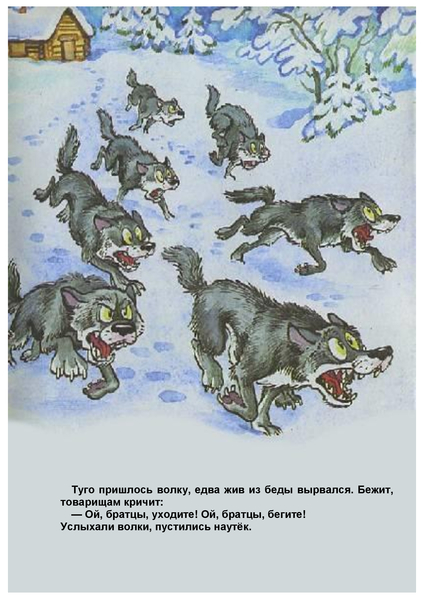 Туго пришлось волку, едва жив из беды вырвался. Бежит,
товарищам кричит:
— Ой, братцы, уходите! Ой, братцы, бегите!
Услыхали волки, пустились наутёк.